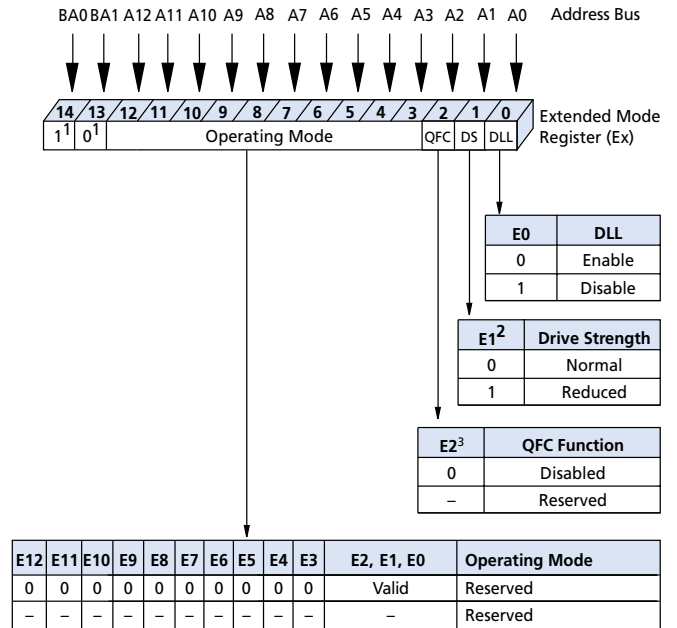 BA0 BA1 A12 A11 A10 A9 A8 A7 A6 A5 A4 A3 A2 A1 A0 Address Bus
14 13 12 11 10 9 8 7 6 5 4 3 2 1 0
1¹ 0¹ Operating Mode QFC DS DLL
Extended Mode
Register (Ex)
E0 DLL
0 Enable
1 Disable
E1² Drive Strength
0 Normal
1 Reduced
E2³ QFC Function
0 Disabled
– Reserved
E12 E11 E10 E9 E8 E7 E6 E5 E4 E3 E2, E1, E0 Operating Mode
0 0 0 0 0 0 0 0 0 0 Valid Reserved
– – – – – – – – – – – Reserved